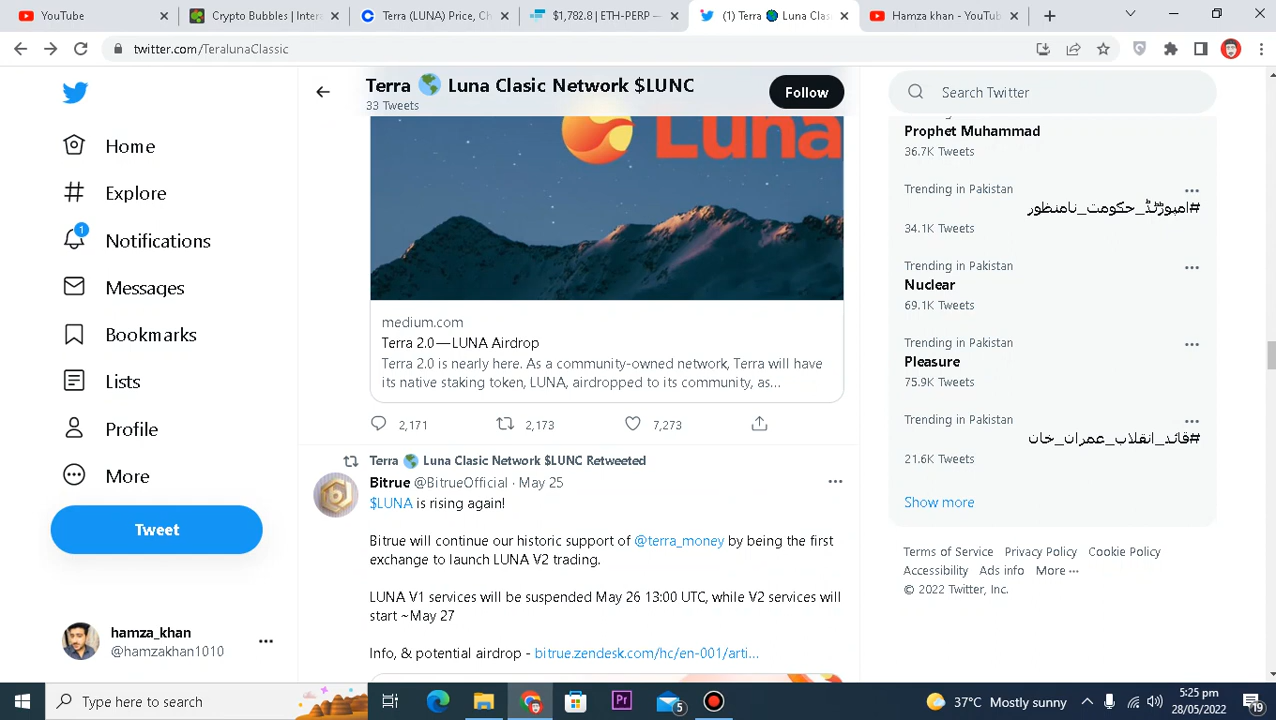 YouTube
Crypto Bubbles | Inter
Terra (LUNA) Price, Ch
$1,782.8 | ETH-PERP —
(1) Terra 🌎 Luna Clas
Hamza khan - YouTub
twitter.com/TeralunaClassic
Home
Explore
1
Notifications
Messages
Bookmarks
Lists
Profile
More
Tweet
hamza_khan
@hamzakhan1010
Terra 🌎 Luna Clasic Network $LUNC
33 Tweets
Follow
Luna
medium.com
Terra 2.0 — LUNA Airdrop
Terra 2.0 is nearly here. As a community-owned network, Terra will have
its native staking token, LUNA, airdropped to its community, as...
2,171 2,173 7,273
Terra 🌎 Luna Clasic Network $LUNC Retweeted
Bitrue @BitrueOfficial · May 25
$LUNA is rising again!
Bitrue will continue our historic support of @terra_money by being the first
exchange to launch LUNA V2 trading.
LUNA V1 services will be suspended May 26 13:00 UTC, while V2 services will
start ~May 27
Info, & potential airdrop - bitrue.zendesk.com/hc/en-001/arti...
Search Twitter
Prophet Muhammad
36.7K Tweets
Trending in Pakistan
#امپورٹڈ_حکومت_نامنظور
34.1K Tweets
Trending in Pakistan
Nuclear
69.1K Tweets
Trending in Pakistan
Pleasure
75.9K Tweets
Trending in Pakistan
#قائد_انقلاب_عمران_خان
21.6K Tweets
Show more
Terms of Service Privacy Policy Cookie Policy
Accessibility Ads info More ···
© 2022 Twitter, Inc.
Type here to search
Pr
5
37°C Mostly sunny
5:25 pm
28/05/2022
19